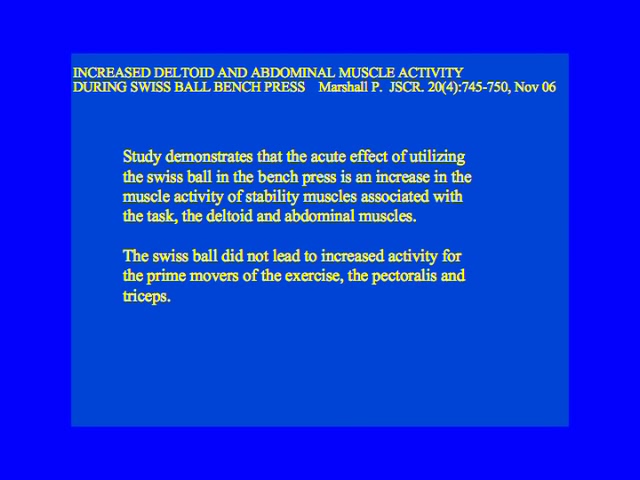 INCREASED DELTOID AND ABDOMINAL MUSCLE ACTIVITY
DURING SWISS BALL BENCH PRESS Marshall P. JSCR. 20(4):745-750, Nov 06
Study demonstrates that the acute effect of utilizing
the swiss ball in the bench press is an increase in the
muscle activity of stability muscles associated with
the task, the deltoid and abdominal muscles.
The swiss ball did not lead to increased activity for
the prime movers of the exercise, the pectoralis and
triceps.